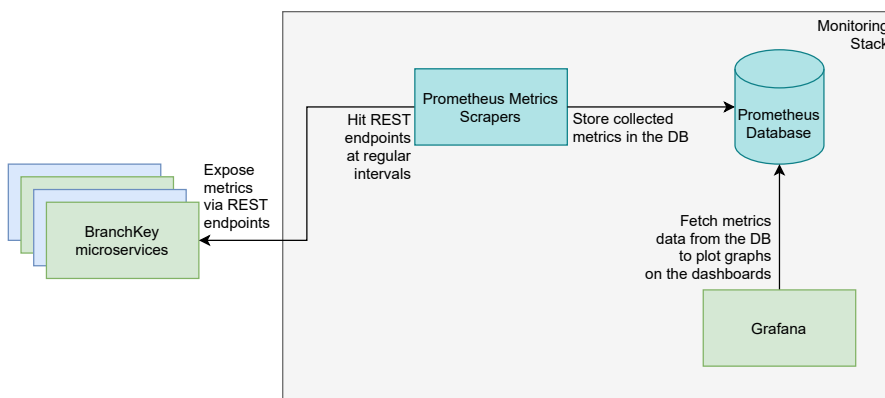 Monitoring
Stack
Prometheus Metrics
Scrapers
Prometheus
Database
Hit REST
endpoints
at regular
intervals
Store collected
metrics in the DB
Expose
metrics
via REST
endpoints
BranchKey
microservices
Fetch metrics
data from the DB
to plot graphs
on the dashboards
Grafana